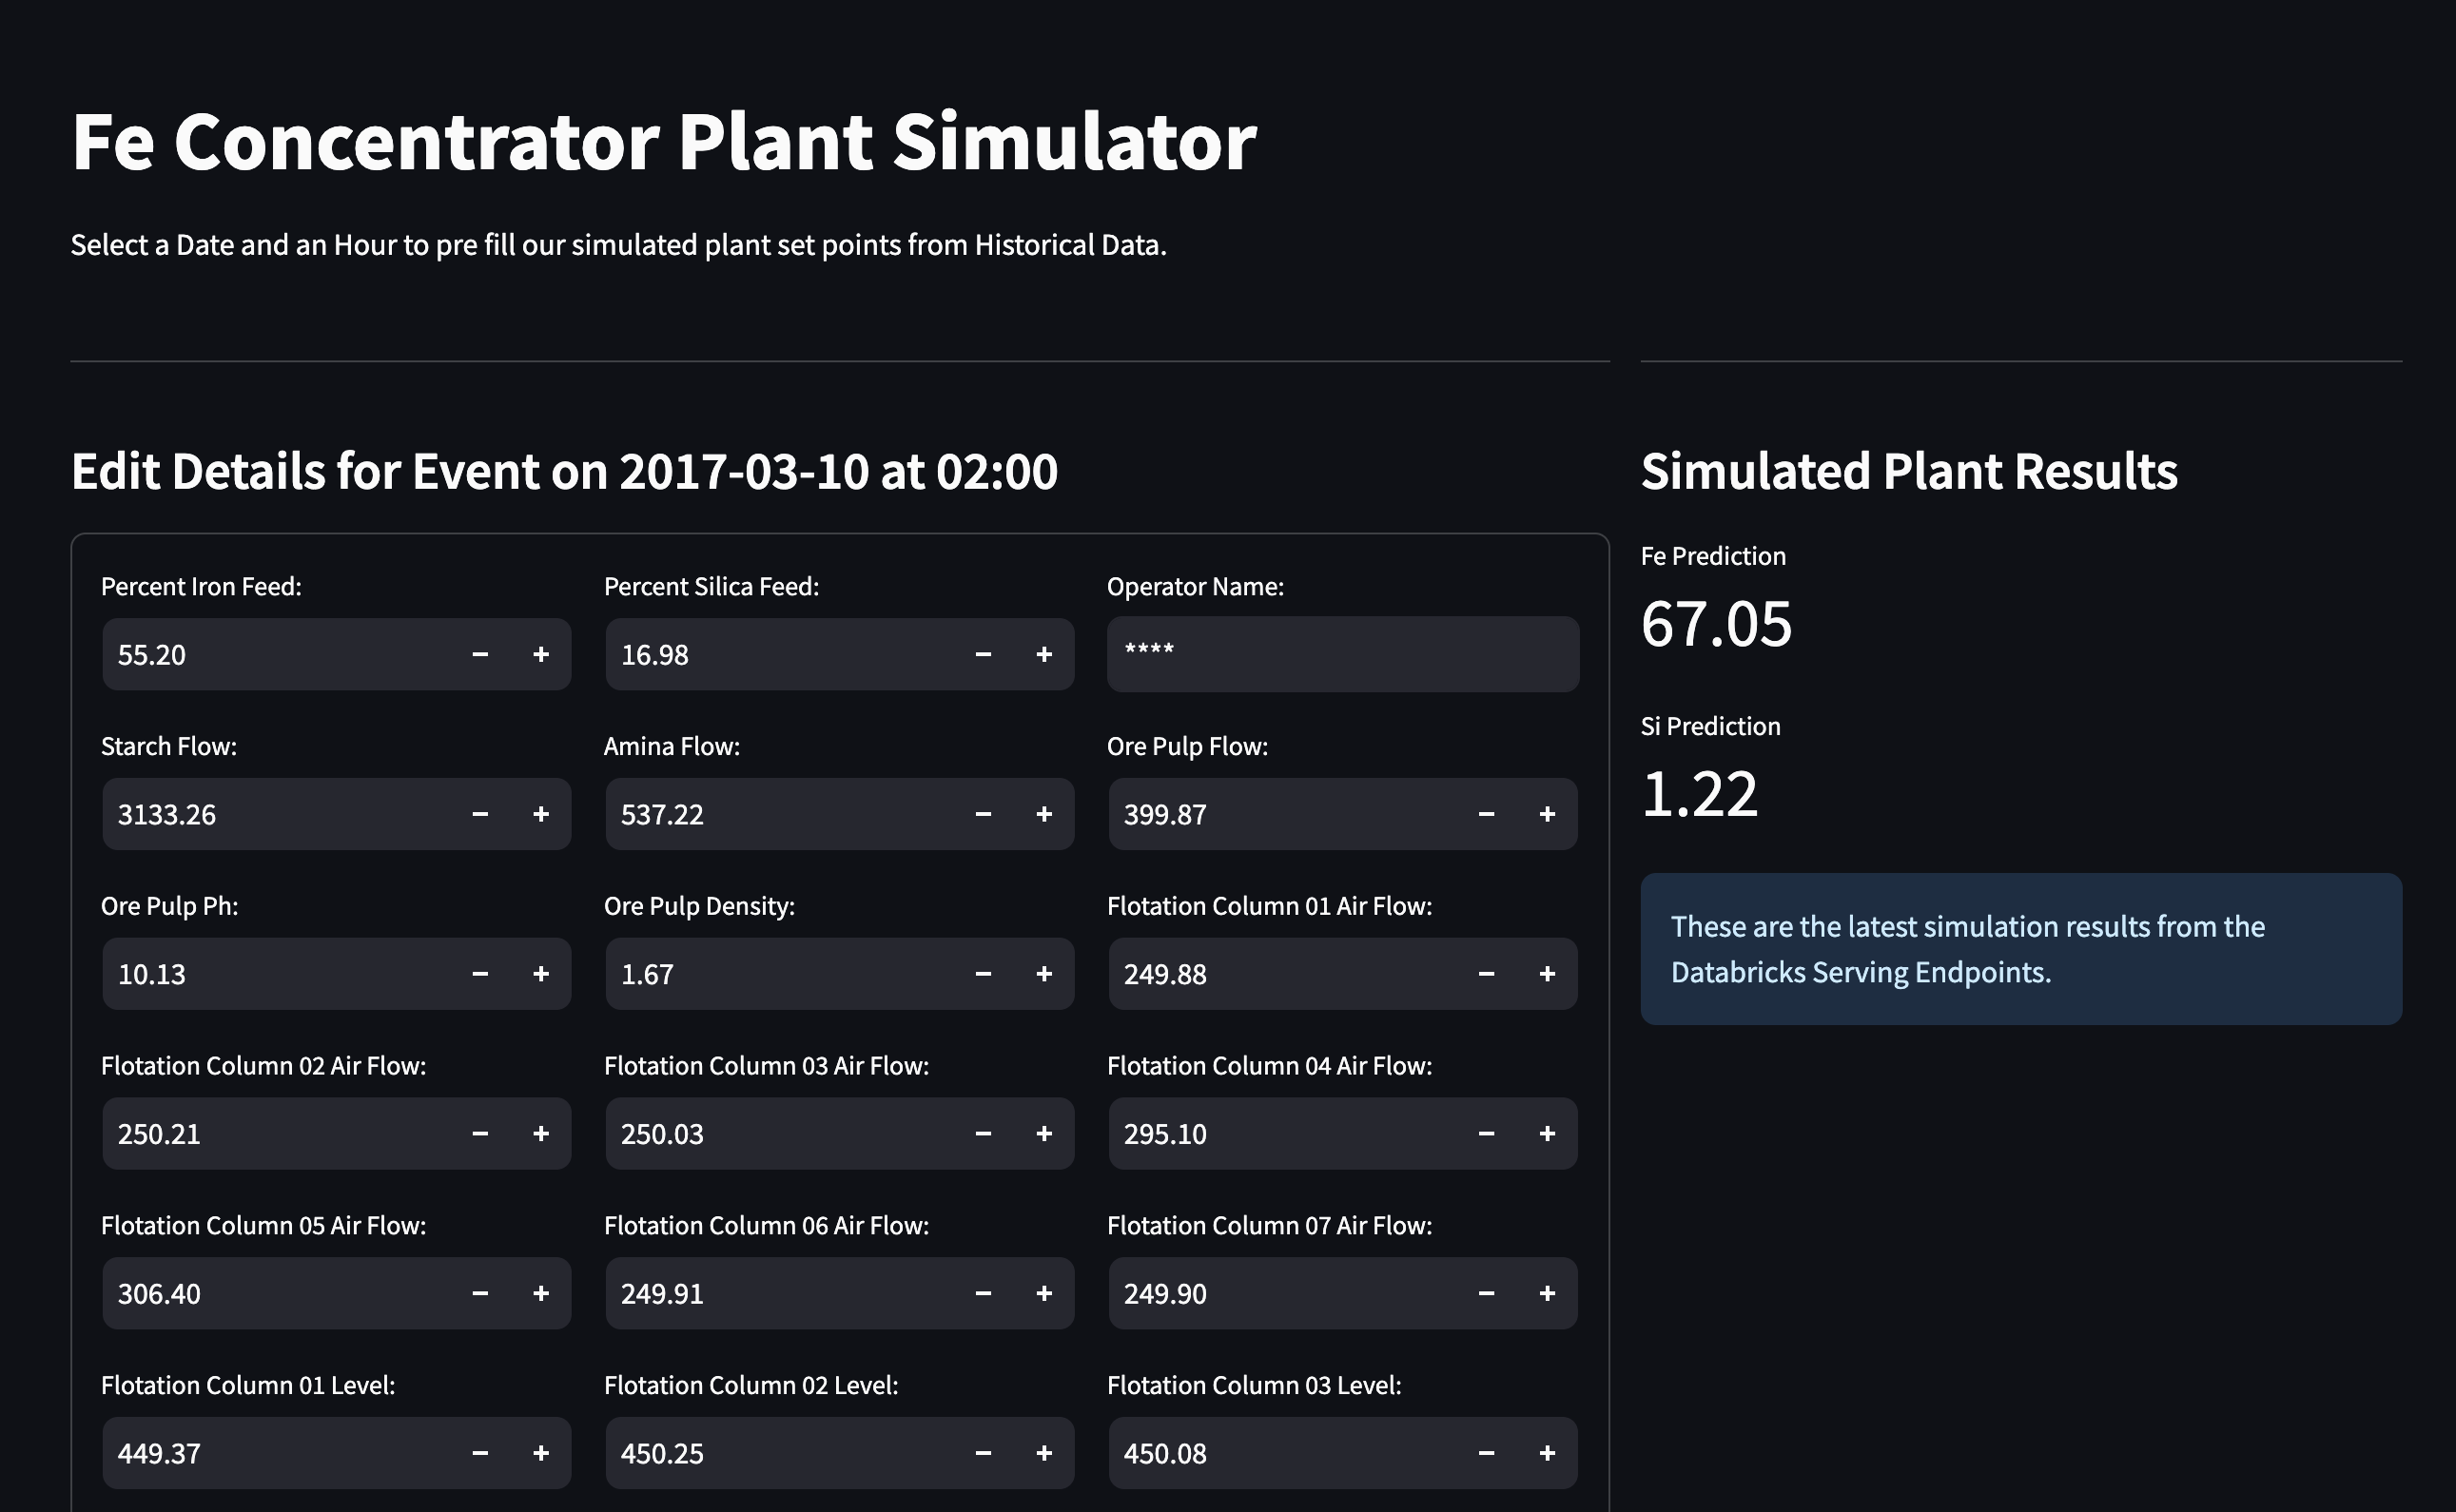 Fe Concentrator Plant Simulator
Select a Date and an Hour to pre fill our simulated plant set points from Historical Data.
Edit Details for Event on 2017-03-10 at 02:00
Percent Iron Feed:
55.20
Percent Silica Feed:
16.98
Operator Name:
****
Starch Flow:
3133.26
Amina Flow:
537.22
Ore Pulp Flow:
399.87
Ore Pulp Ph:
10.13
Ore Pulp Density:
1.67
Flotation Column 01 Air Flow:
249.88
Flotation Column 02 Air Flow:
250.21
Flotation Column 03 Air Flow:
250.03
Flotation Column 04 Air Flow:
295.10
Flotation Column 05 Air Flow:
306.40
Flotation Column 06 Air Flow:
249.91
Flotation Column 07 Air Flow:
249.90
Flotation Column 01 Level:
449.37
Flotation Column 02 Level:
450.25
Flotation Column 03 Level:
450.08
Simulated Plant Results
Fe Prediction
67.05
Si Prediction
1.22
These are the latest simulation results from the
Databricks Serving Endpoints.